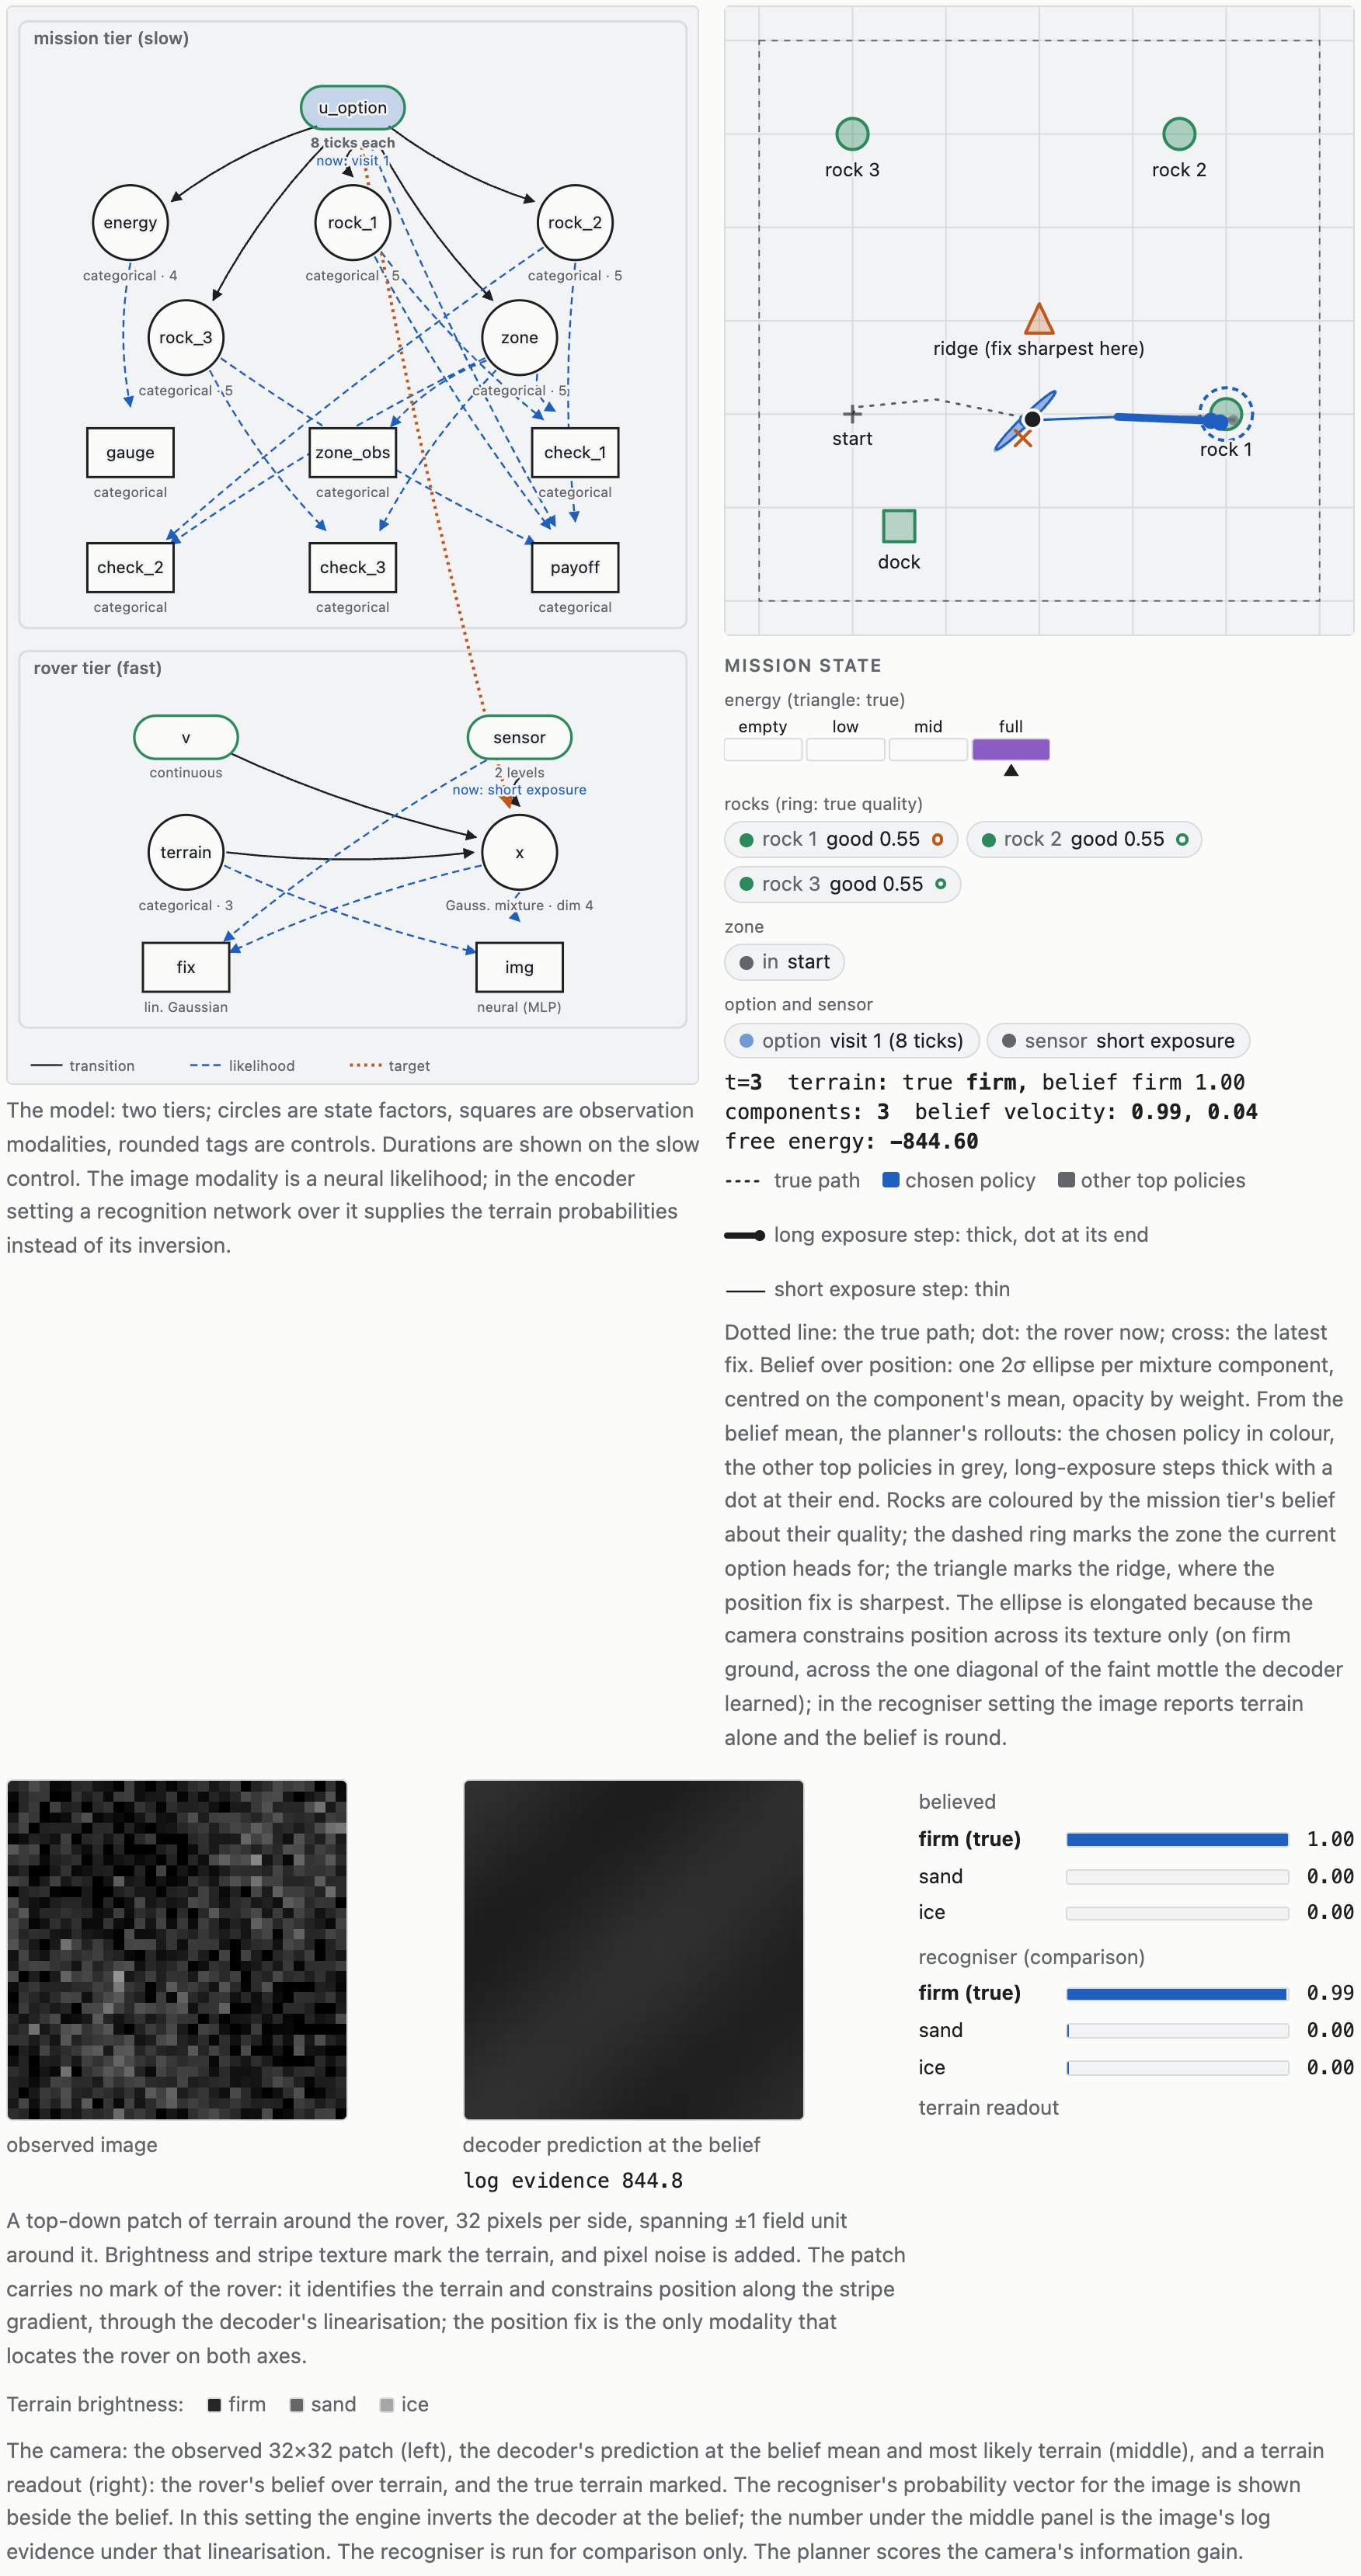 mission tier (slow)
u_option
8 ticks each
now: visit 1
energy
categorical · 4
rock_1
categorical · 5
rock_2
categorical · 5
rock_3
categorical · 5
zone
categorical · 5
gauge
categorical
zone_obs
categorical
check_1
categorical
check_2
categorical
check_3
categorical
payoff
categorical
rover tier (fast)
v
continuous
sensor
2 levels
now: short exposure
terrain
categorical · 3
x
Gauss. mixture · dim 4
fix
lin. Gaussian
img
neural (MLP)
transition
likelihood
target
The model: two tiers; circles are state factors, squares are observation
modalities, rounded tags are controls. Durations are shown on the slow
control. The image modality is a neural likelihood; in the encoder
setting a recognition network over it supplies the terrain probabilities
instead of its inversion.
rock 3
rock 2
ridge (fix sharpest here)
start
rock 1
dock
MISSION STATE
energy (triangle: true)
empty low mid full
rocks (ring: true quality)
rock 1 good 0.55
rock 2 good 0.55
rock 3 good 0.55
zone
in start
option and sensor
option visit 1 (8 ticks)
sensor short exposure
t=3 terrain: true firm, belief firm 1.00
components: 3 belief velocity: 0.99, 0.04
free energy: −844.60
true path chosen policy other top policies
long exposure step: thick, dot at its end
short exposure step: thin
Dotted line: the true path; dot: the rover now; cross: the latest
fix. Belief over position: one 2σ ellipse per mixture component,
centred on the component's mean, opacity by weight. From the
belief mean, the planner's rollouts: the chosen policy in colour,
the other top policies in grey, long-exposure steps thick with a
dot at their end. Rocks are coloured by the mission tier's belief
about their quality; the dashed ring marks the zone the current
option heads for; the triangle marks the ridge, where the
position fix is sharpest. The ellipse is elongated because the
camera constrains position across its texture only (on firm
ground, across the one diagonal of the faint mottle the decoder
learned); in the recogniser setting the image reports terrain
alone and the belief is round.
observed image
decoder prediction at the belief
log evidence 844.8
believed
firm (true) 1.00
sand 0.00
ice 0.00
recogniser (comparison)
firm (true) 0.99
sand 0.00
ice 0.00
terrain readout
A top-down patch of terrain around the rover, 32 pixels per side, spanning ±1 field unit
around it. Brightness and stripe texture mark the terrain, and pixel noise is added. The patch
carries no mark of the rover: it identifies the terrain and constrains position along the stripe
gradient, through the decoder's linearisation; the position fix is the only modality that
locates the rover on both axes.
Terrain brightness: firm sand ice
The camera: the observed 32×32 patch (left), the decoder's prediction at the belief mean and most likely terrain (middle), and a terrain
readout (right): the rover's belief over terrain, and the true terrain marked. The recogniser's probability vector for the image is shown
beside the belief. In this setting the engine inverts the decoder at the belief; the number under the middle panel is the image's log
evidence under that linearisation. The recogniser is run for comparison only. The planner scores the camera's information gain.